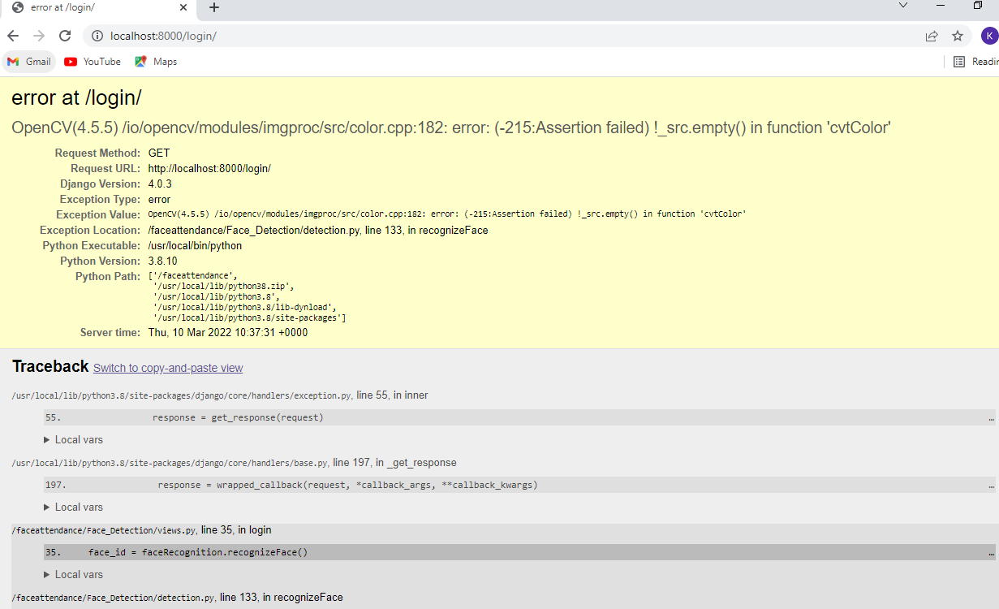 error at /login/
localhost:8000/login/
K
Gmail YouTube Maps Readin
error at /login/
OpenCV(4.5.5) /io/opencv/modules/imgproc/src/color.cpp:182: error: (-215:Assertion failed) !_src.empty() in function 'cvtColor'
Request Method: GET
Request URL: http://localhost:8000/login/
Django Version: 4.0.3
Exception Type: error
Exception Value: OpenCV(4.5.5) /io/opencv/modules/imgproc/src/color.cpp:182: error: (-215:Assertion failed) !_src.empty() in function 'cvtColor'
Exception Location: /faceattendance/Face_Detection/detection.py, line 133, in recognizeFace
Python Executable: /usr/local/bin/python
Python Version: 3.8.10
Python Path: ['/faceattendance',
'/usr/local/lib/python38.zip',
'/usr/local/lib/python3.8',
'/usr/local/lib/python3.8/lib-dynload',
'/usr/local/lib/python3.8/site-packages']
Server time: Thu, 10 Mar 2022 10:37:31 +0000
Traceback Switch to copy-and-paste view
/usr/local/lib/python3.8/site-packages/django/core/handlers/exception.py, line 55, in inner
55. response = get_response(request) …
Local vars
/usr/local/lib/python3.8/site-packages/django/core/handlers/base.py, line 197, in _get_response
197. response = wrapped_callback(request, *callback_args, **callback_kwargs) …
Local vars
/faceattendance/Face_Detection/views.py, line 35, in login
35. face_id = faceRecognition.recognizeFace() …
Local vars
/faceattendance/Face_Detection/detection.py, line 133, in recognizeFace